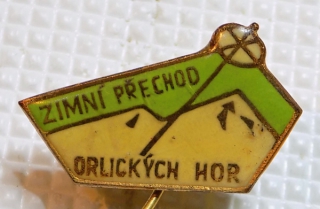 ZIMNÍ PŘECHOD
ORLICKÝCH HOR